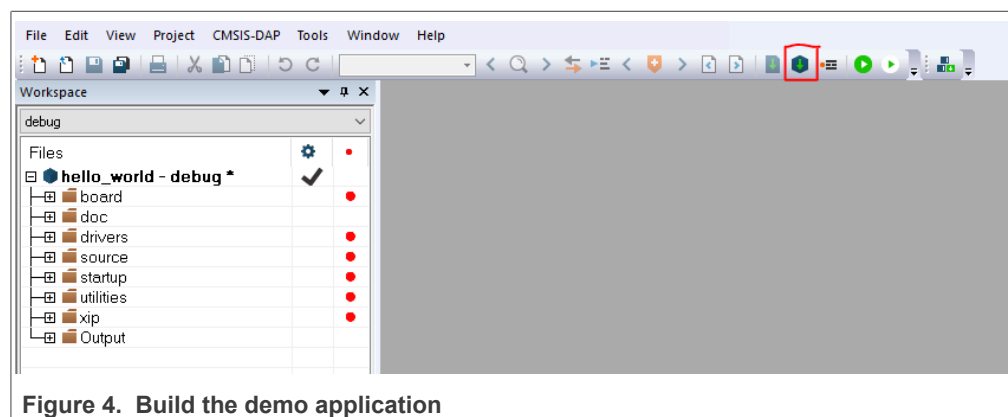 File Edit View Project CMSIS-DAP Tools Window Help
Workspace
debug
Files
hello_world - debug *
board
doc
drivers
source
startup
utilities
xip
Output
Figure 4. Build the demo application